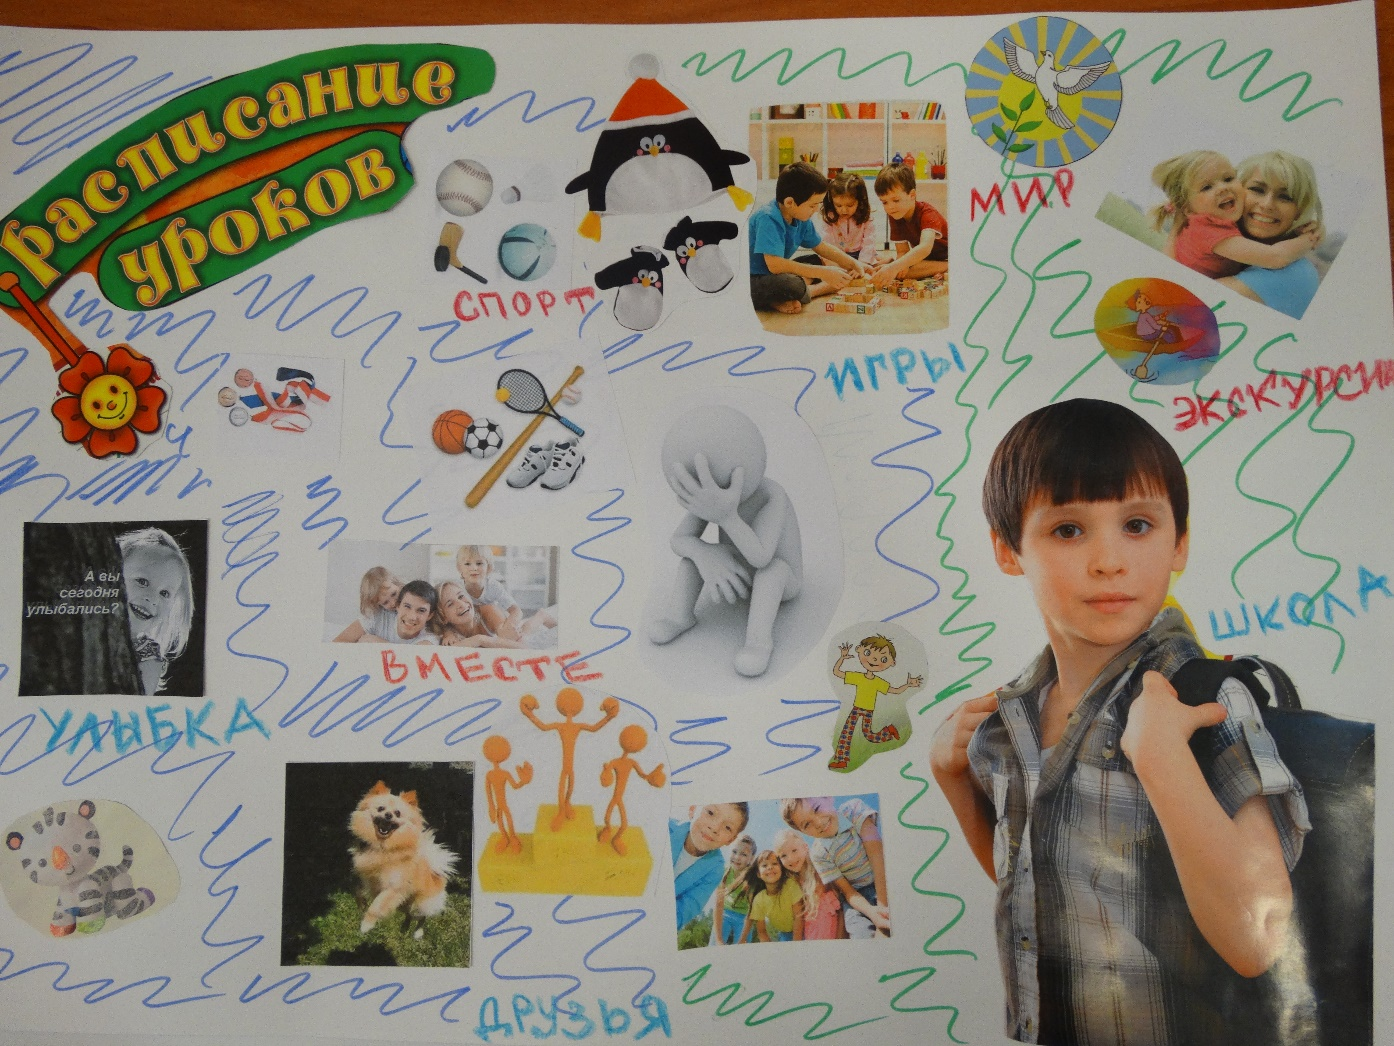 расписание
уроков
МИР
СПОРТ
ИГРЫ
ЭКСКУРСИИ
А вы
сегодня
улыбались?
ШКОЛА
ВМЕСТЕ
УЛЫБКА
ДРУЗЬЯ